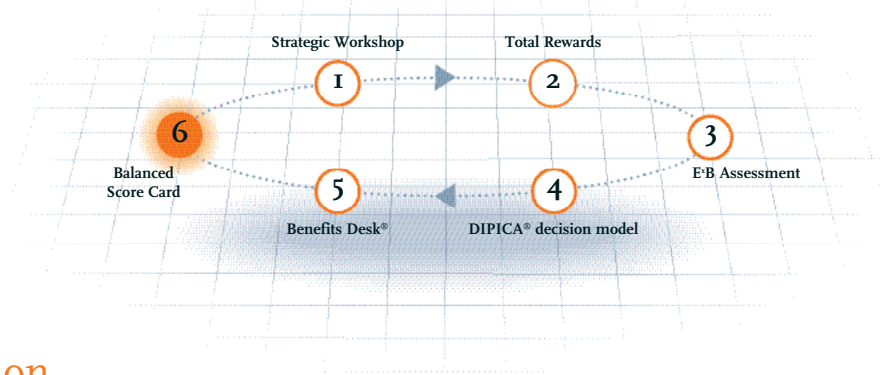 Strategic Workshop
Total Rewards
1
2
6
3
Balanced
Score Card
E·B Assessment
5
4
Benefits Desk®
DIPICA® decision model
on